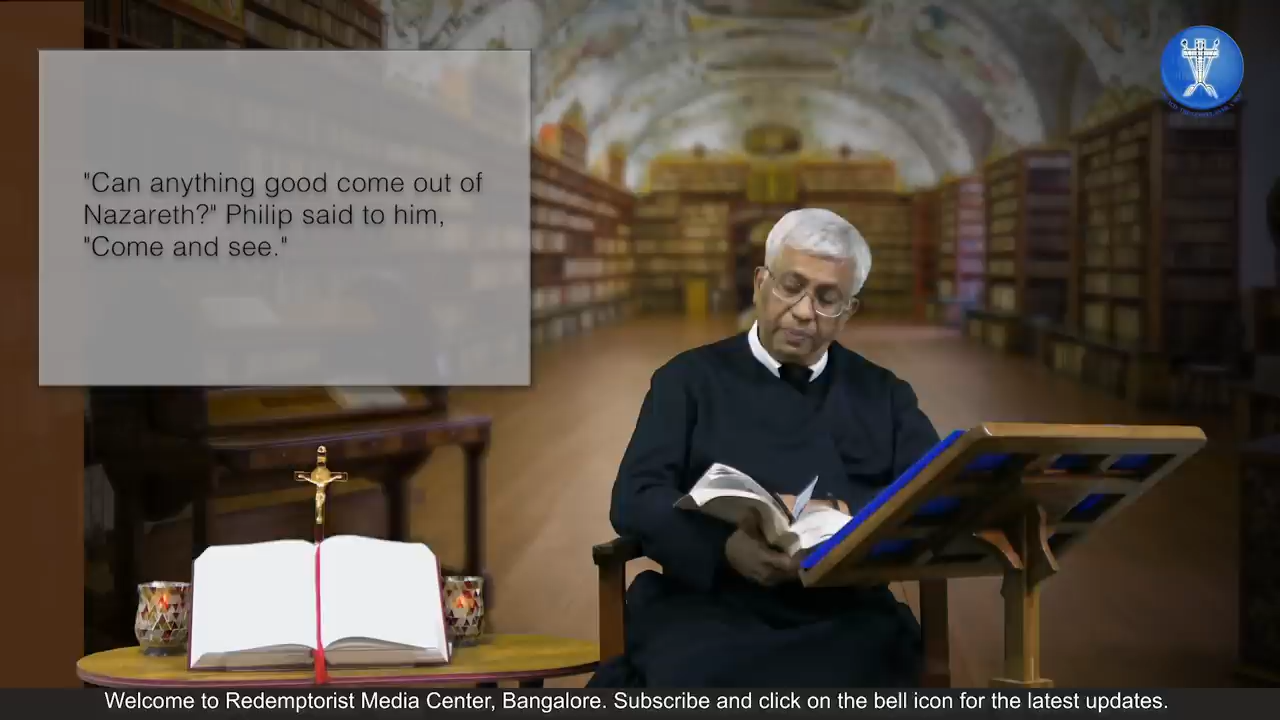 "Can anything good come out of
Nazareth?" Philip said to him,
"Come and see."
Welcome to Redemptorist Media Center, Bangalore. Subscribe and click on the bell icon for the latest updates.